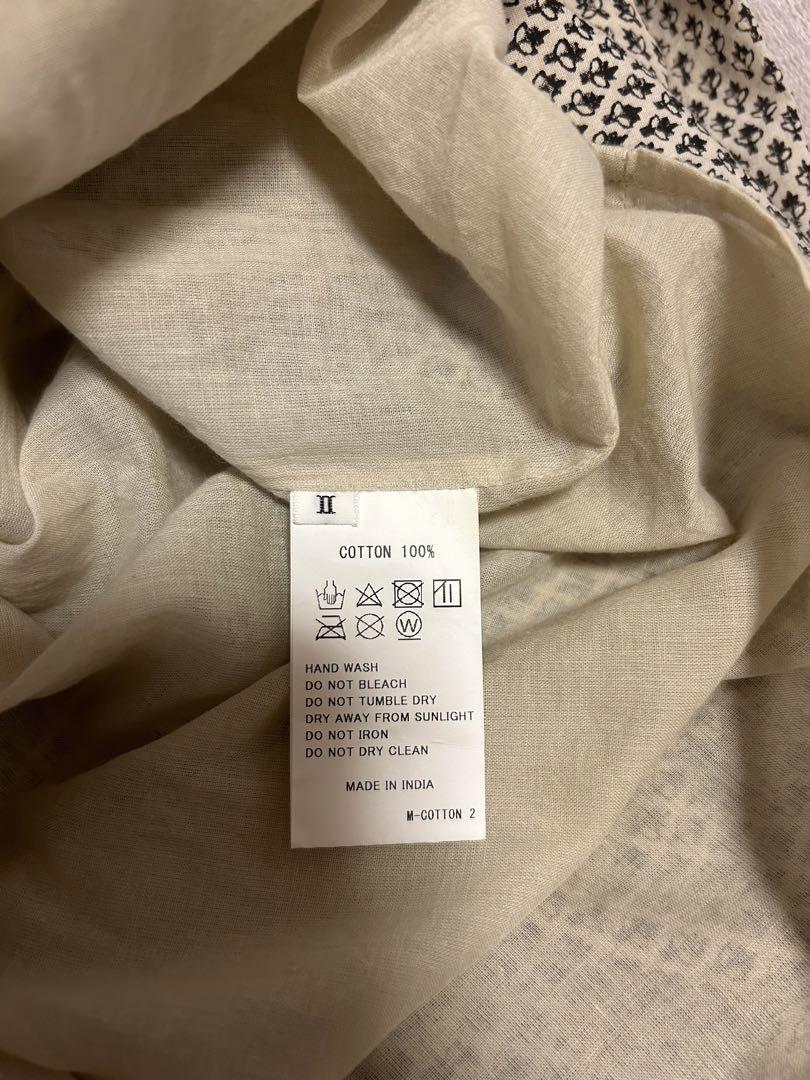 II
COTTON 100%
W
HAND WASH
DO NOT BLEACH
DO NOT TUMBLE DRY
DRY AWAY FROM SUNLIGHT
DO NOT IRON
DO NOT DRY CLEAN
MADE IN INDIA
M-COTTON 2